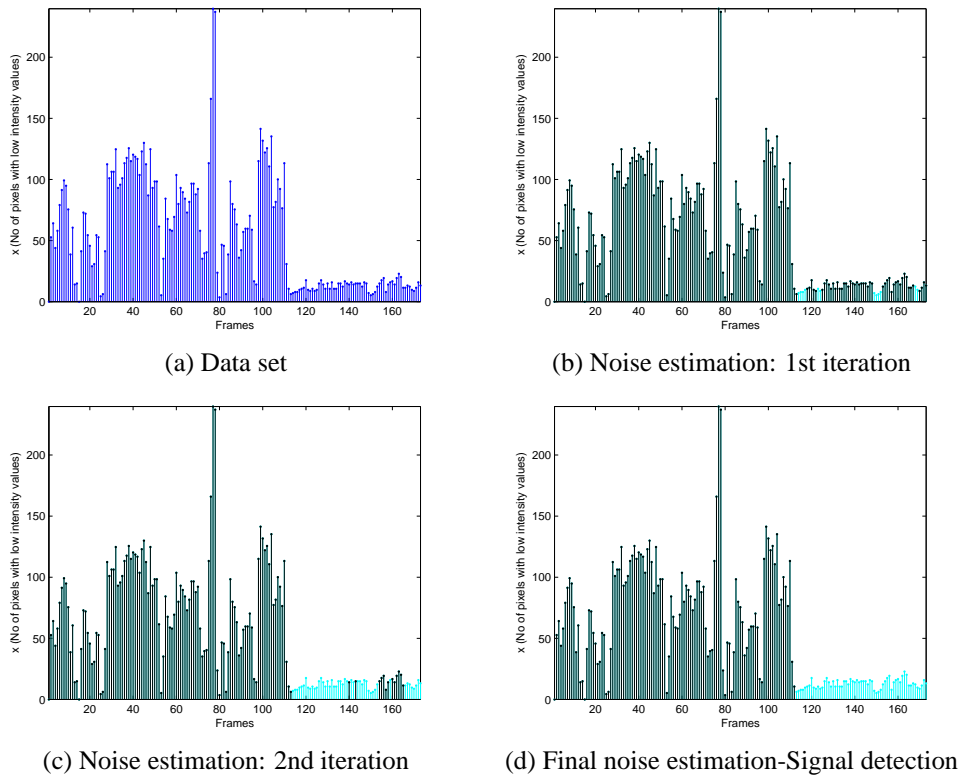 200
150
100
50
0
x (No of pixels with low intensity values)
20 40 60 80 100 120 140 160
Frames
(a) Data set
200
150
100
50
0
x (No of pixels with low intensity values)
20 40 60 80 100 120 140 160
Frames
(b) Noise estimation: 1st iteration
200
150
100
50
0
x (No of pixels with low intensity values)
20 40 60 80 100 120 140 160
Frames
(c) Noise estimation: 2nd iteration
200
150
100
50
0
x (No of pixels with low intensity values)
20 40 60 80 100 120 140 160
Frames
(d) Final noise estimation-Signal detection